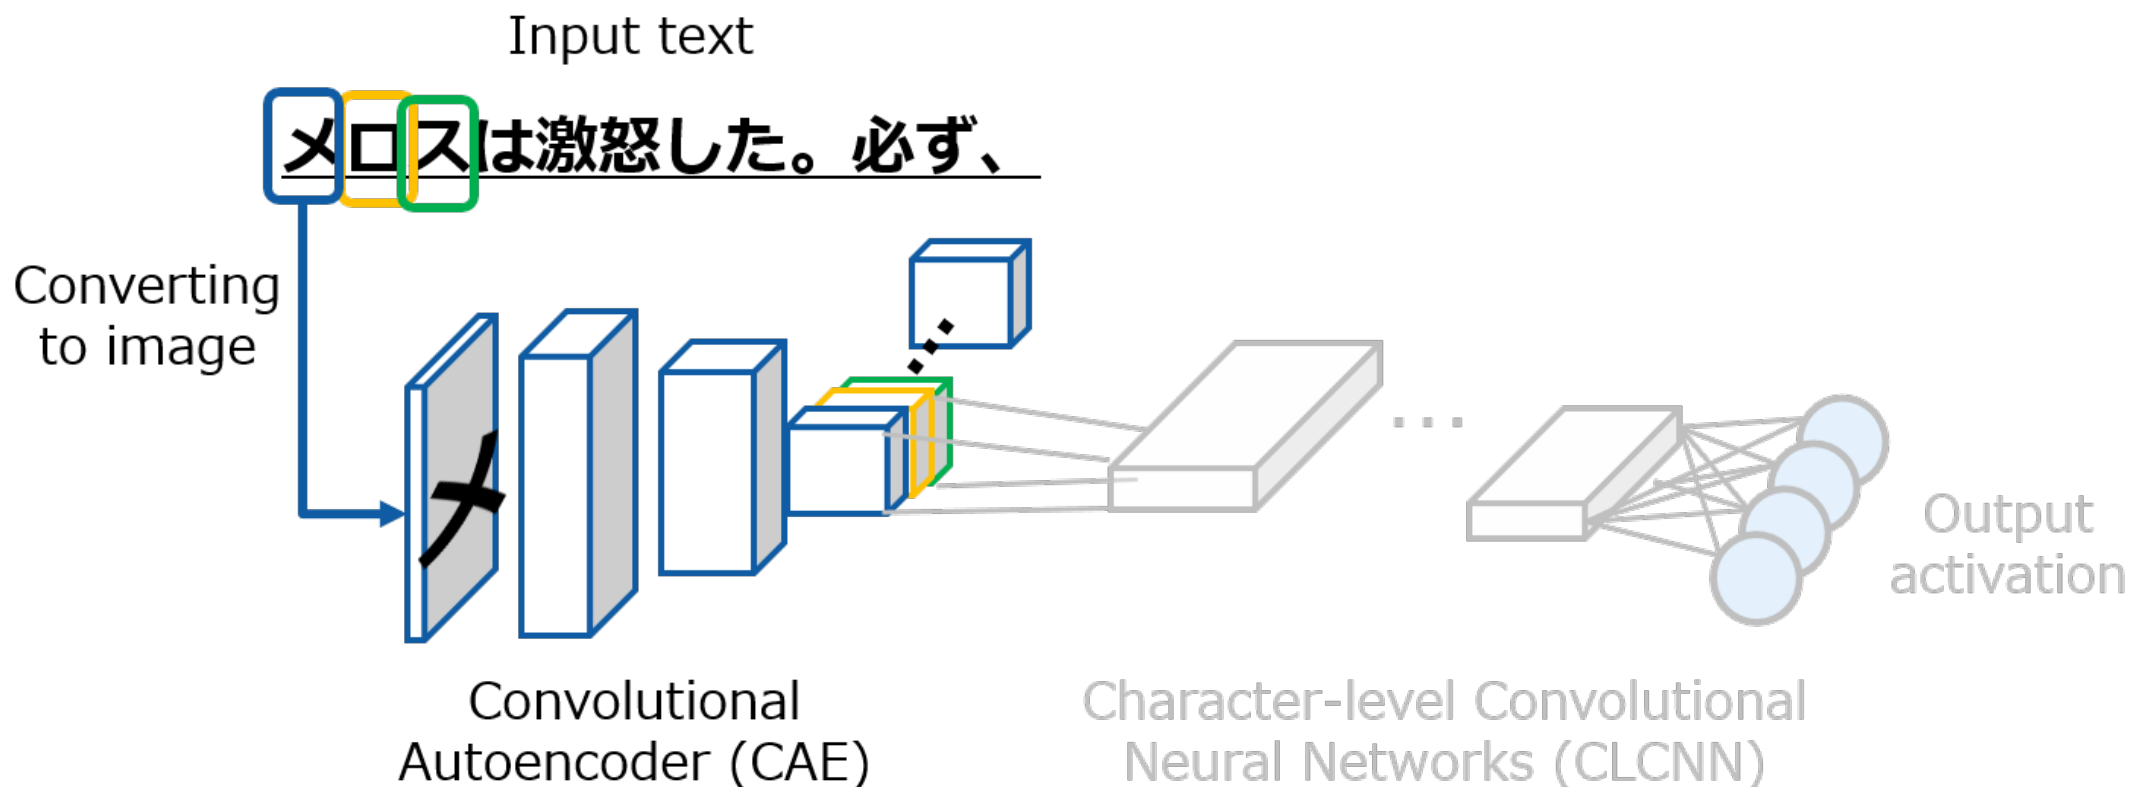 Input text
メロスは激怒した。必ず、
Converting
to image
メ
...
Output
activation
Convolutional
Autoencoder (CAE)
Character-level Convolutional
Neural Networks (CLCNN)